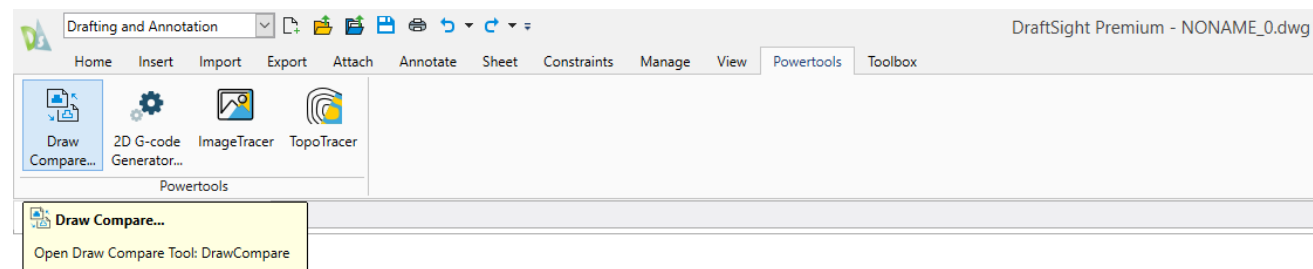 DS
Drafting and Annotation
DraftSight Premium - NONAME_0.dwg
Home Insert Import Export Attach Annotate Sheet Constraints Manage View Powertools Toolbox
Draw
Compare...
2D G-code
Generator...
ImageTracer
TopoTracer
Powertools
Draw Compare...
Open Draw Compare Tool: DrawCompare